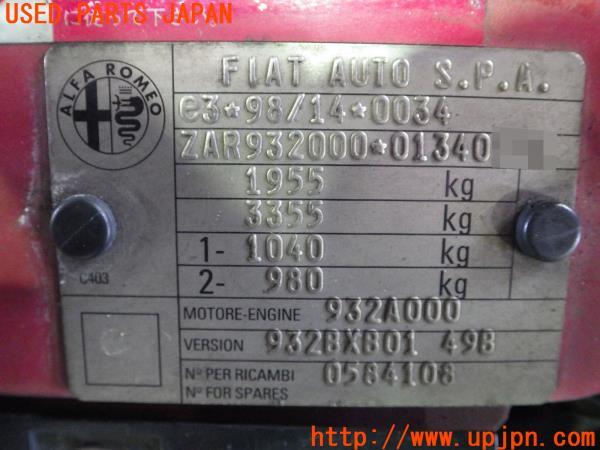 USED PARTS JAPAN
FIAT AUTO S.P.A.
ALFA ROMEO
e3*98/14*0034
ZAR932000*01340
1955 kg
3355 kg
1- 1040 kg
2- 980 kg
C403
MOTORE-ENGINE 932A000
VERSION 932BXB01 49B
Nº PER RICAMBI 0584108
Nº FOR SPARES
http://www.upjpn.com/